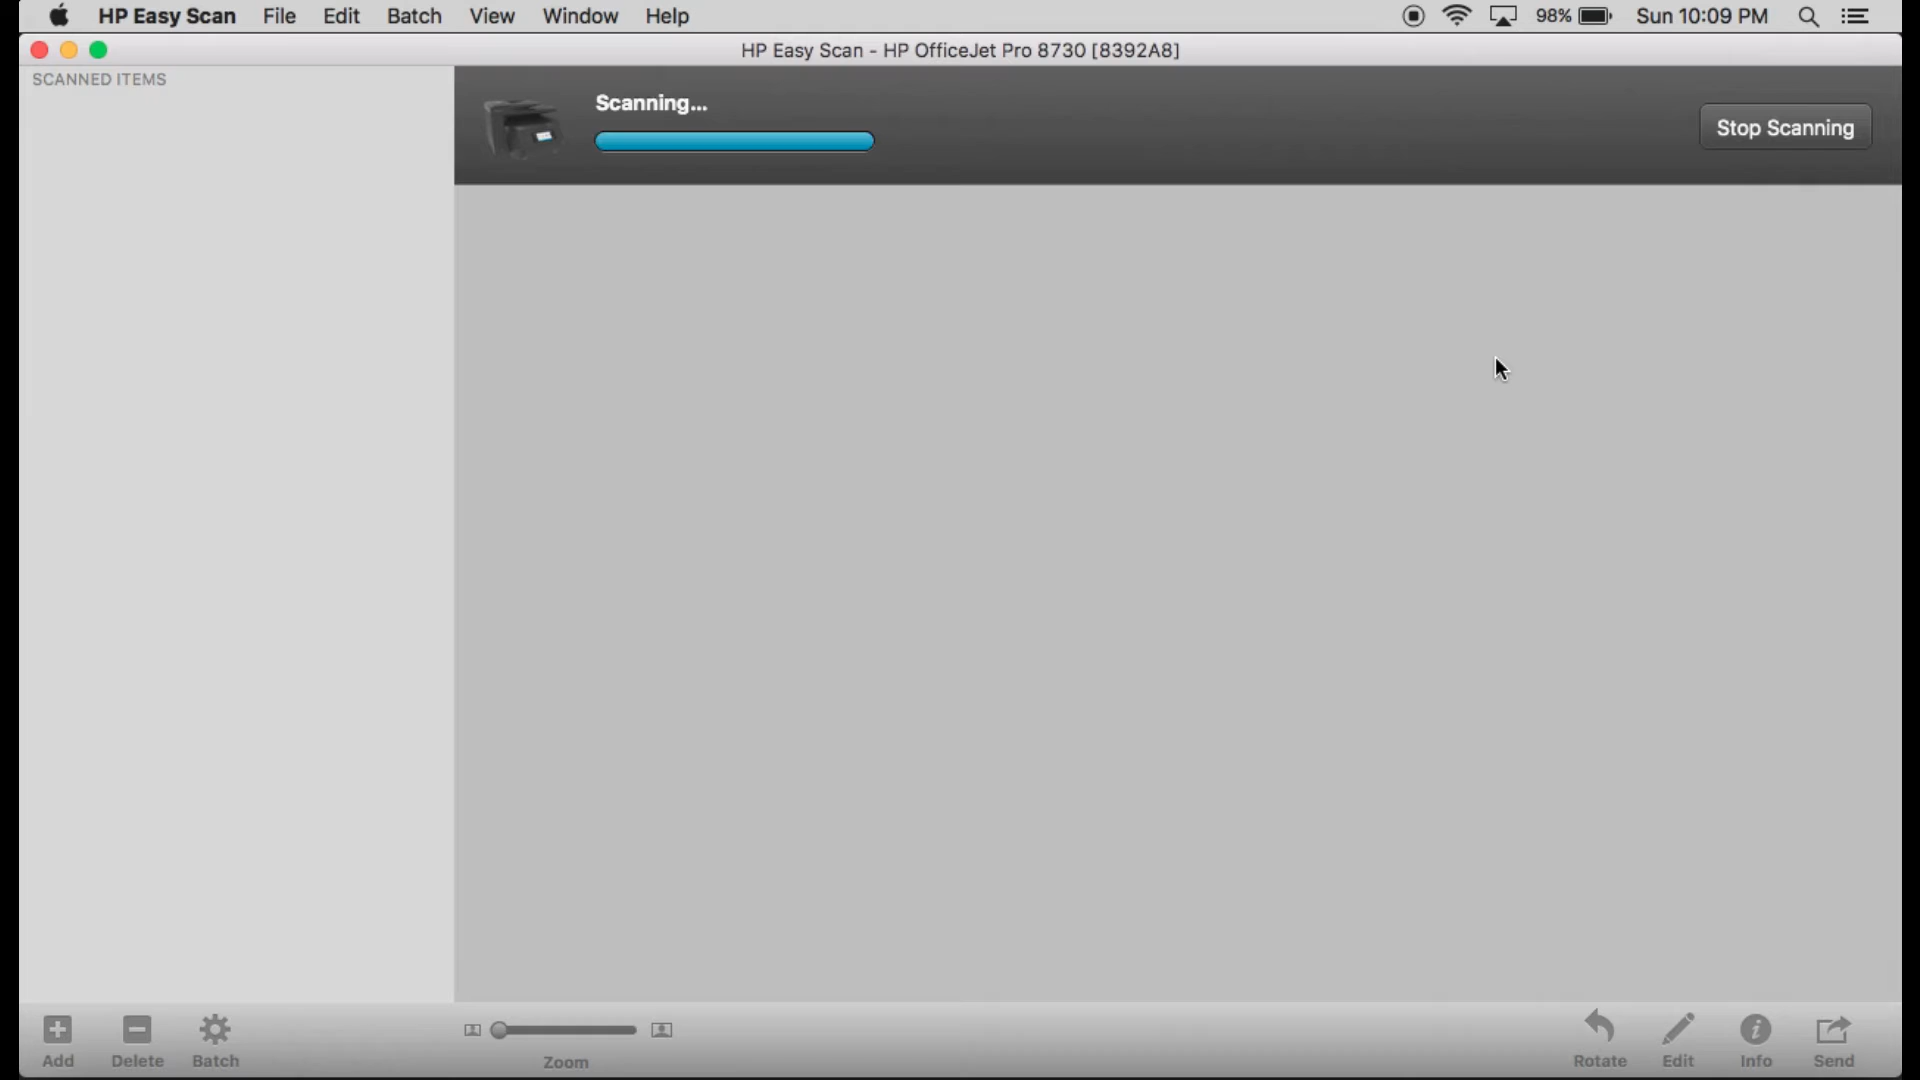 HP Easy Scan File Edit Batch View Window Help 98% Sun 10:09 PM
HP Easy Scan - HP OfficeJet Pro 8730 [8392A8]
SCANNED ITEMS
Scanning...
Stop Scanning
Add Delete Batch Zoom Rotate Edit Info Send